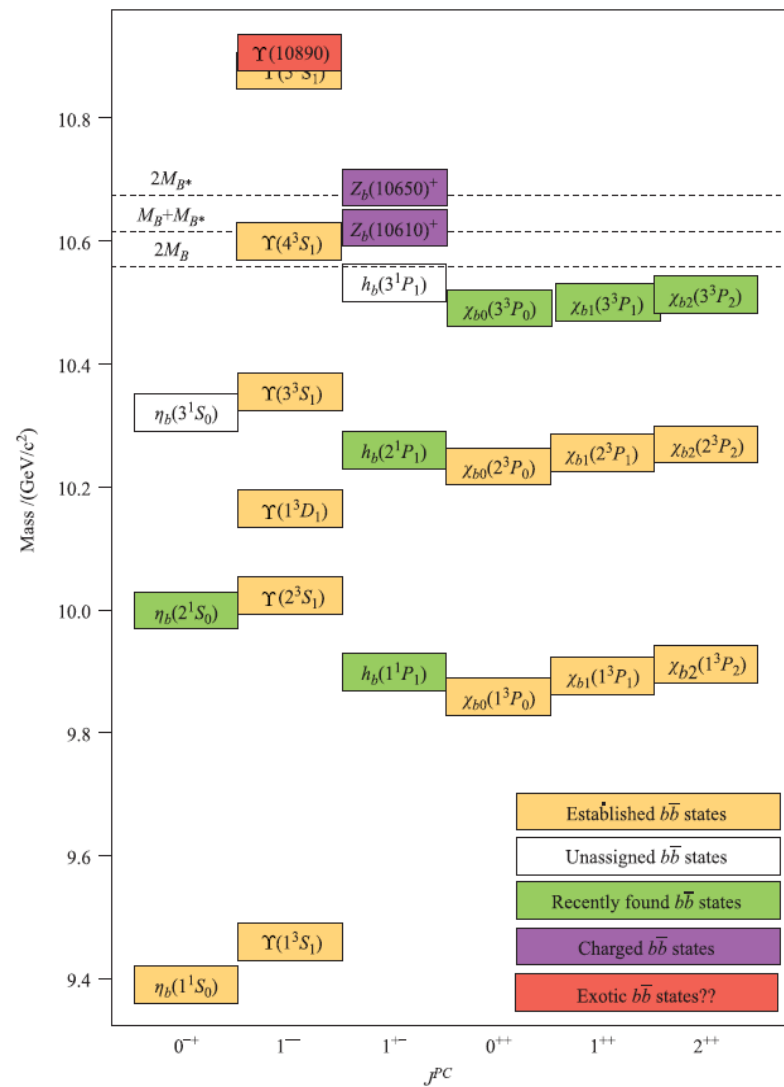 ϒ(10890)
ϒ(5³S₁)
10.8
2M_B*
Z_b(10650)⁺
M_B+M_B*
Z_b(10610)⁺
10.6
ϒ(4³S₁)
2M_B
h_b(3¹P₁)
χ_b0(3³P₀)
χ_b1(3³P₁)
χ_b2(3³P₂)
10.4
ϒ(3³S₁)
η_b(3¹S₀)
h_b(2¹P₁)
χ_b0(2³P₀)
χ_b1(2³P₁)
χ_b2(2³P₂)
10.2
ϒ(1³D₁)
Mass /(GeV/c²)
10.0
η_b(2¹S₀)
ϒ(2³S₁)
h_b(1¹P₁)
χ_b0(1³P₀)
χ_b1(1³P₁)
χ_b2(1³P₂)
9.8
Established bb̅ states
9.6
Unassigned bb̅ states
Recently found bb̅ states
ϒ(1³S₁)
Charged bb̅ states
9.4
η_b(1¹S₀)
Exotic bb̅ states??
0⁻⁺ 1⁻⁻ 1⁺⁻ 0⁺⁺ 1⁺⁺ 2⁺⁺
J^PC